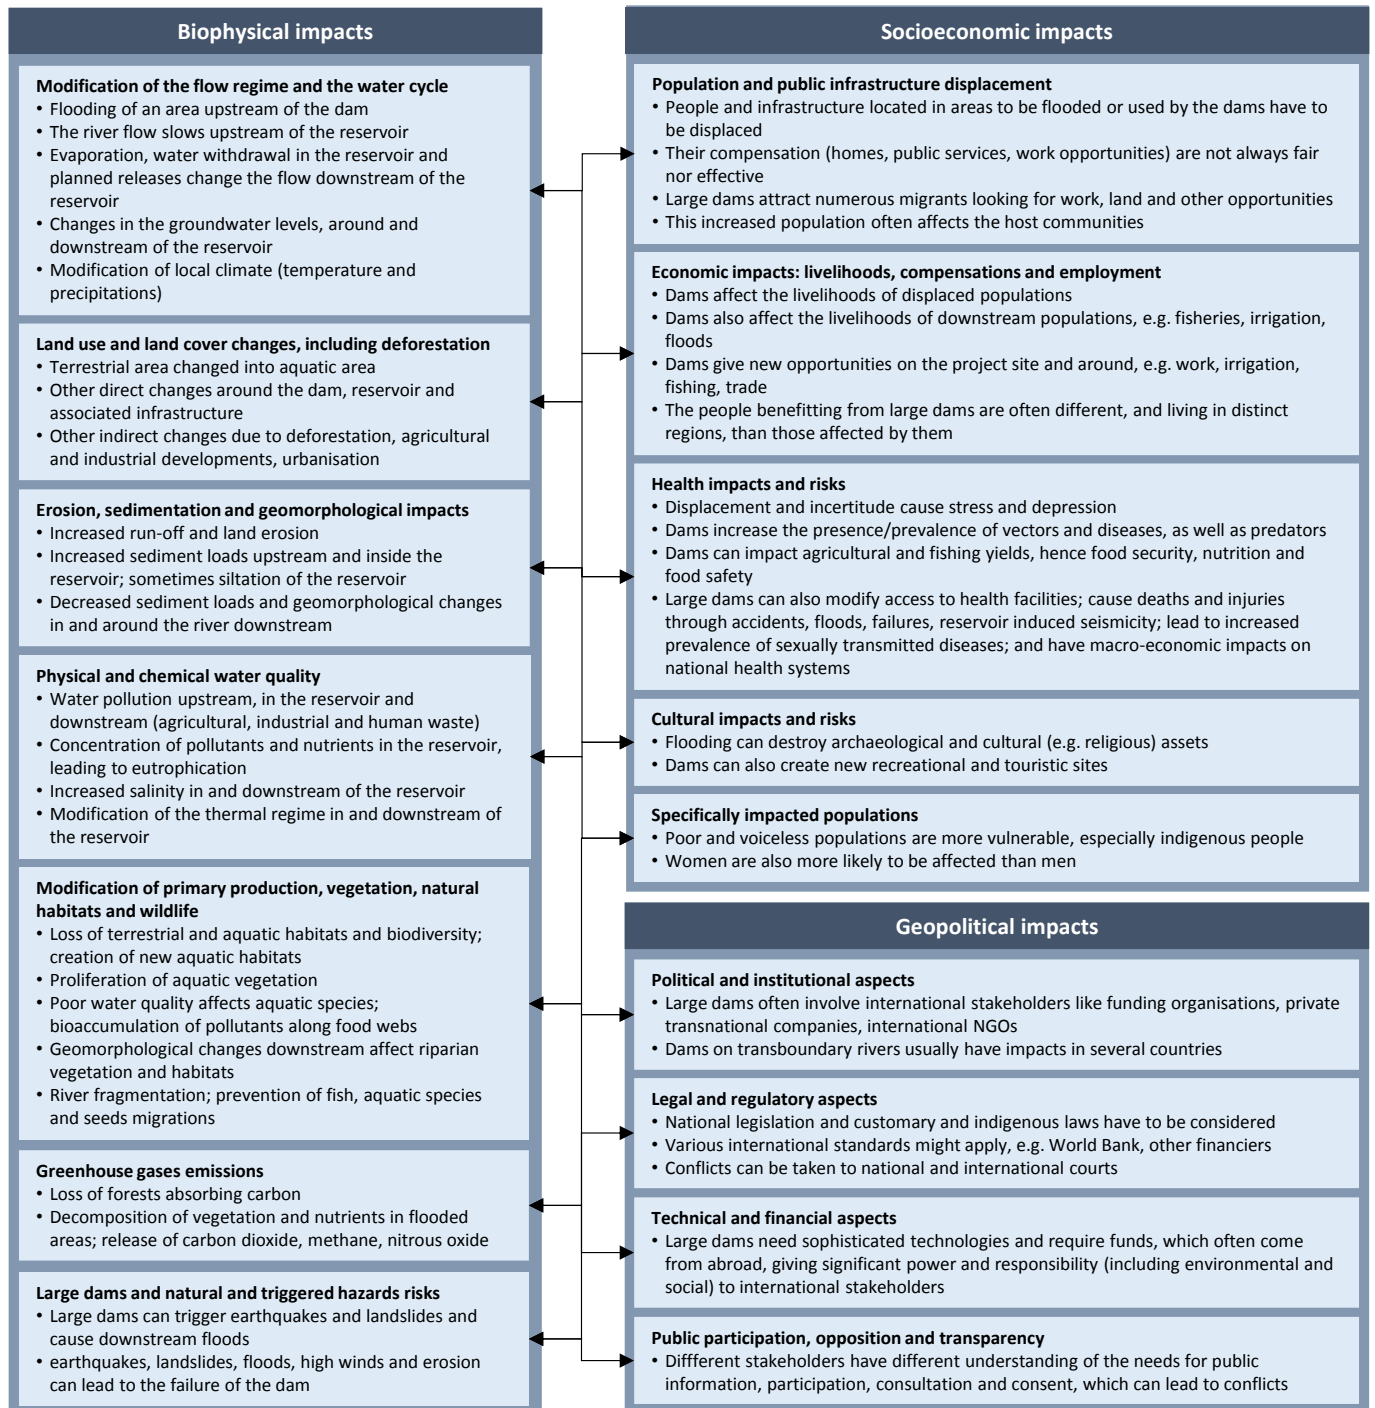 Biophysical impacts
Modification of the flow regime and the water cycle
• Flooding of an area upstream of the dam
• The river flow slows upstream of the reservoir
• Evaporation, water withdrawal in the reservoir and
planned releases change the flow downstream of the
reservoir
• Changes in the groundwater levels, around and
downstream of the reservoir
• Modification of local climate (temperature and
precipitations)
Land use and land cover changes, including deforestation
• Terrestrial area changed into aquatic area
• Other direct changes around the dam, reservoir and
associated infrastructure
• Other indirect changes due to deforestation, agricultural
and industrial developments, urbanisation
Erosion, sedimentation and geomorphological impacts
• Increased run-off and land erosion
• Increased sediment loads upstream and inside the
reservoir; sometimes siltation of the reservoir
• Decreased sediment loads and geomorphological changes
in and around the river downstream
Physical and chemical water quality
• Water pollution upstream, in the reservoir and
downstream (agricultural, industrial and human waste)
• Concentration of pollutants and nutrients in the reservoir,
leading to eutrophication
• Increased salinity in and downstream of the reservoir
• Modification of the thermal regime in and downstream of
the reservoir
Modification of primary production, vegetation, natural
habitats and wildlife
• Loss of terrestrial and aquatic habitats and biodiversity;
creation of new aquatic habitats
• Proliferation of aquatic vegetation
• Poor water quality affects aquatic species;
bioaccumulation of pollutants along food webs
• Geomorphological changes downstream affect riparian
vegetation and habitats
• River fragmentation; prevention of fish, aquatic species
and seeds migrations
Greenhouse gases emissions
• Loss of forests absorbing carbon
• Decomposition of vegetation and nutrients in flooded
areas; release of carbon dioxide, methane, nitrous oxide
Large dams and natural and triggered hazards risks
• Large dams can trigger earthquakes and landslides and
cause downstream floods
• earthquakes, landslides, floods, high winds and erosion
can lead to the failure of the dam
Socioeconomic impacts
Population and public infrastructure displacement
• People and infrastructure located in areas to be flooded or used by the dams have to
be displaced
• Their compensation (homes, public services, work opportunities) are not always fair
nor effective
• Large dams attract numerous migrants looking for work, land and other opportunities
• This increased population often affects the host communities
Economic impacts: livelihoods, compensations and employment
• Dams affect the livelihoods of displaced populations
• Dams also affect the livelihoods of downstream populations, e.g. fisheries, irrigation,
floods
• Dams give new opportunities on the project site and around, e.g. work, irrigation,
fishing, trade
• The people benefitting from large dams are often different, and living in distinct
regions, than those affected by them
Health impacts and risks
• Displacement and incertitude cause stress and depression
• Dams increase the presence/prevalence of vectors and diseases, as well as predators
• Dams can impact agricultural and fishing yields, hence food security, nutrition and
food safety
• Large dams can also modify access to health facilities; cause deaths and injuries
through accidents, floods, failures, reservoir induced seismicity; lead to increased
prevalence of sexually transmitted diseases; and have macro-economic impacts on
national health systems
Cultural impacts and risks
• Flooding can destroy archaeological and cultural (e.g. religious) assets
• Dams can also create new recreational and touristic sites
Specifically impacted populations
• Poor and voiceless populations are more vulnerable, especially indigenous people
• Women are also more likely to be affected than men
Geopolitical impacts
Political and institutional aspects
• Large dams often involve international stakeholders like funding organisations, private
transnational companies, international NGOs
• Dams on transboundary rivers usually have impacts in several countries
Legal and regulatory aspects
• National legislation and customary and indigenous laws have to be considered
• Various international standards might apply, e.g. World Bank, other financiers
• Conflicts can be taken to national and international courts
Technical and financial aspects
• Large dams need sophisticated technologies and require funds, which often come
from abroad, giving significant power and responsibility (including environmental and
social) to international stakeholders
Public participation, opposition and transparency
• Diffferent stakeholders have different understanding of the needs for public
information, participation, consultation and consent, which can lead to conflicts